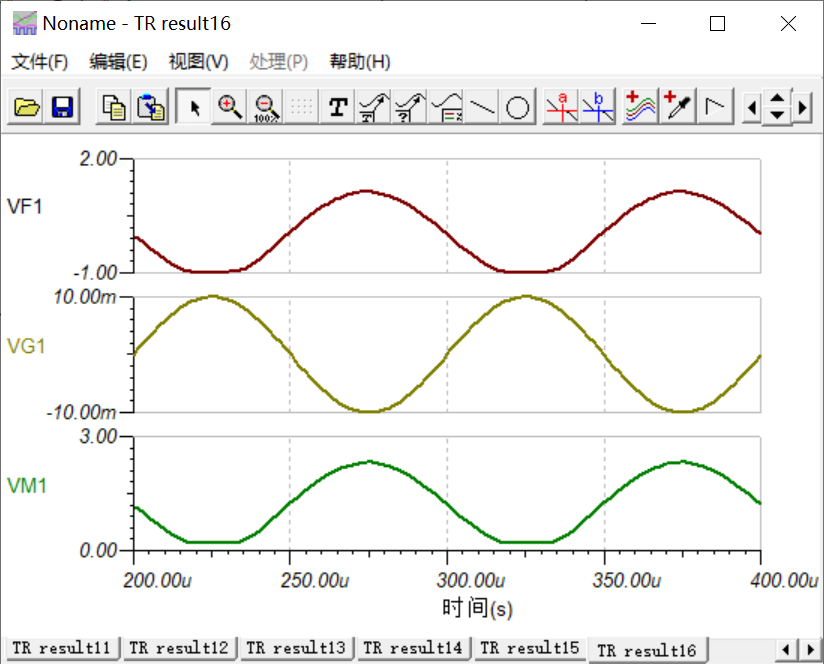 Noname - TR result16
文件(F) 编辑(E) 视图(V) 处理(P) 帮助(H)
100% T T ? a b
2.00
VF1
-1.00
10.00m
VG1
-10.00m
3.00
VM1
0.00
200.00u 250.00u 300.00u 350.00u 400.00u
时间(s)
TR result11 TR result12 TR result13 TR result14 TR result15 TR result16